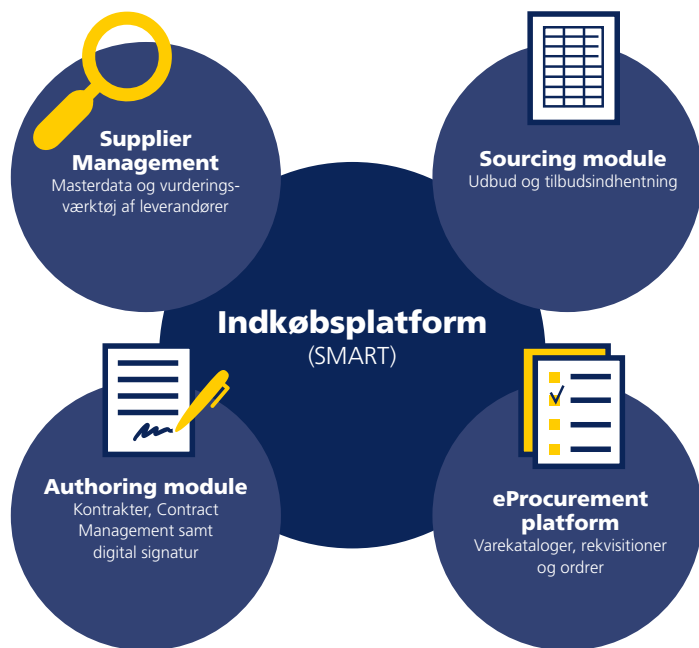 Supplier
Management
Masterdata og vurderings-
værktøj af leverandører
Sourcing module
Udbud og tilbudsindhentning
Indkøbsplatform
(SMART)
Authoring module
Kontrakter, Contract
Management samt
digital signatur
eProcurement
platform
Varekataloger, rekvisitioner
og ordrer